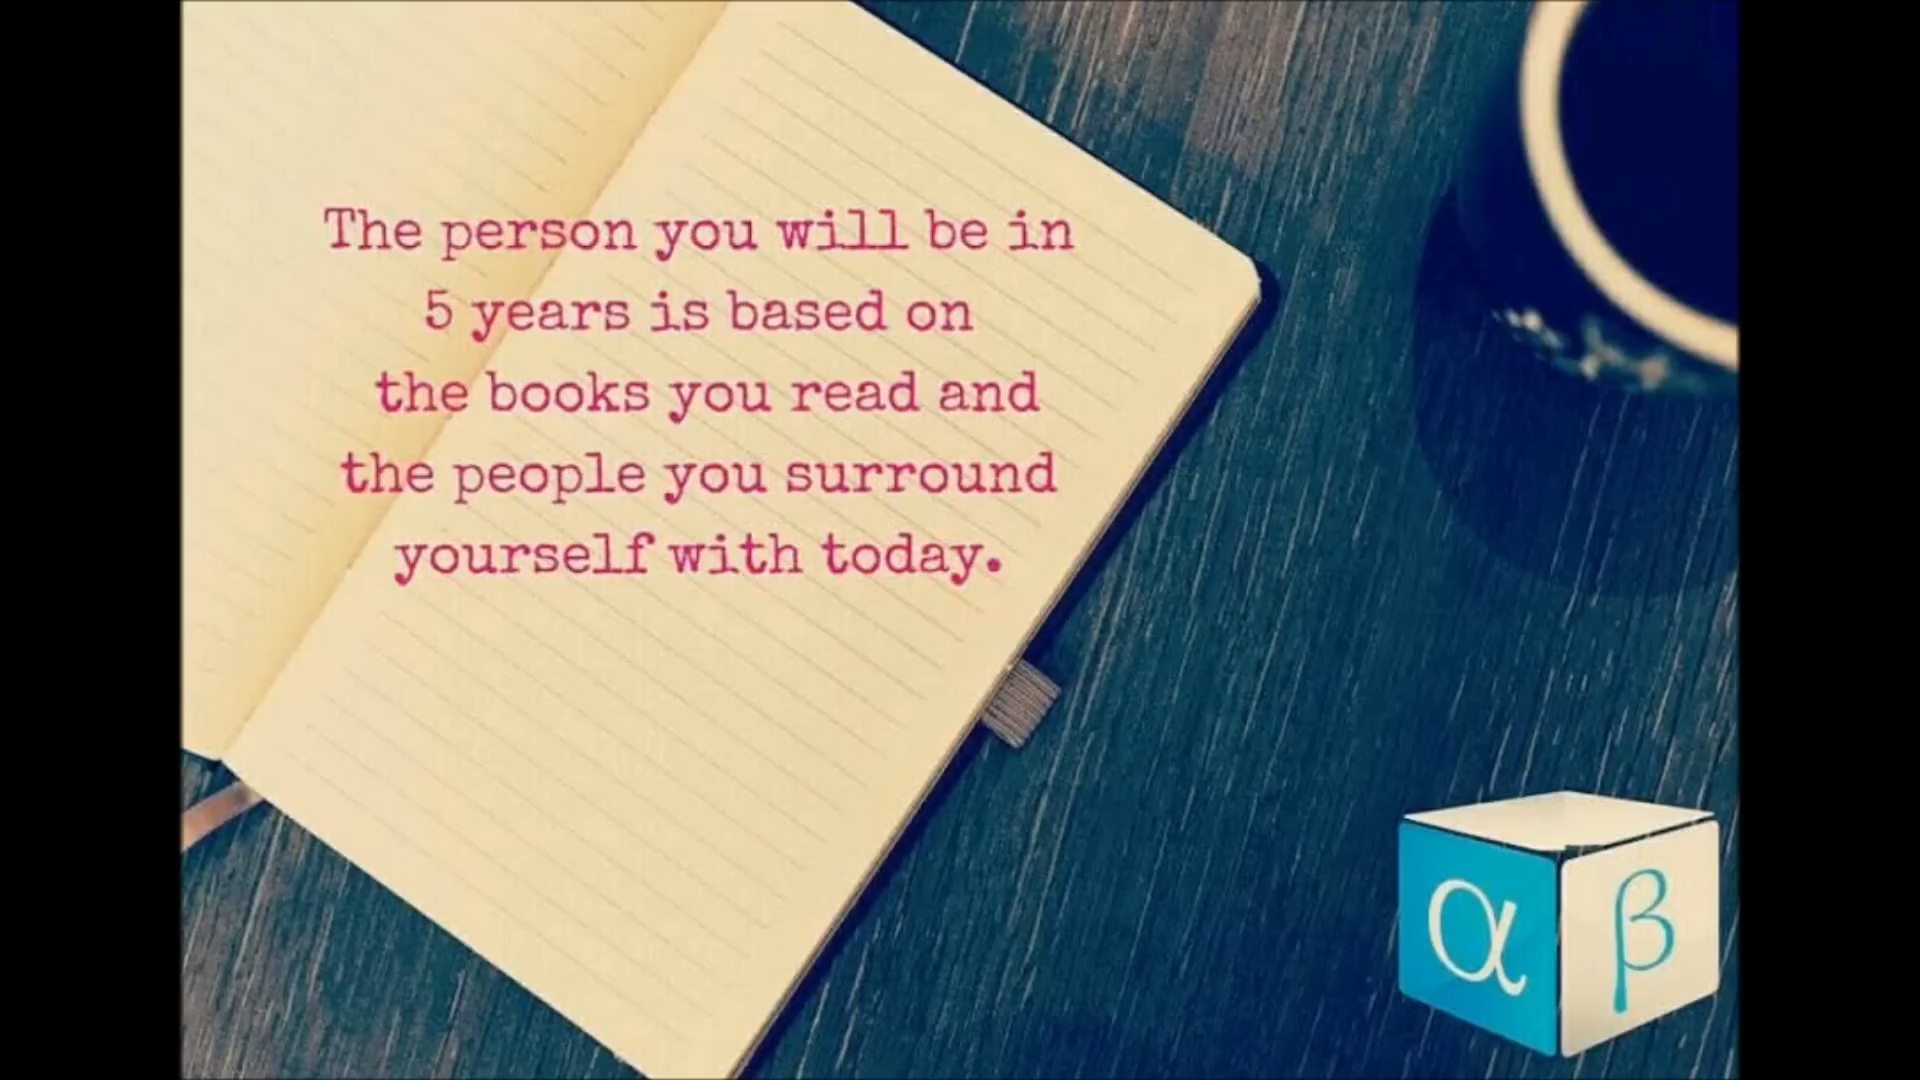 The person you will be in
5 years is based on
the books you read and
the people you surround
yourself with today.
α β